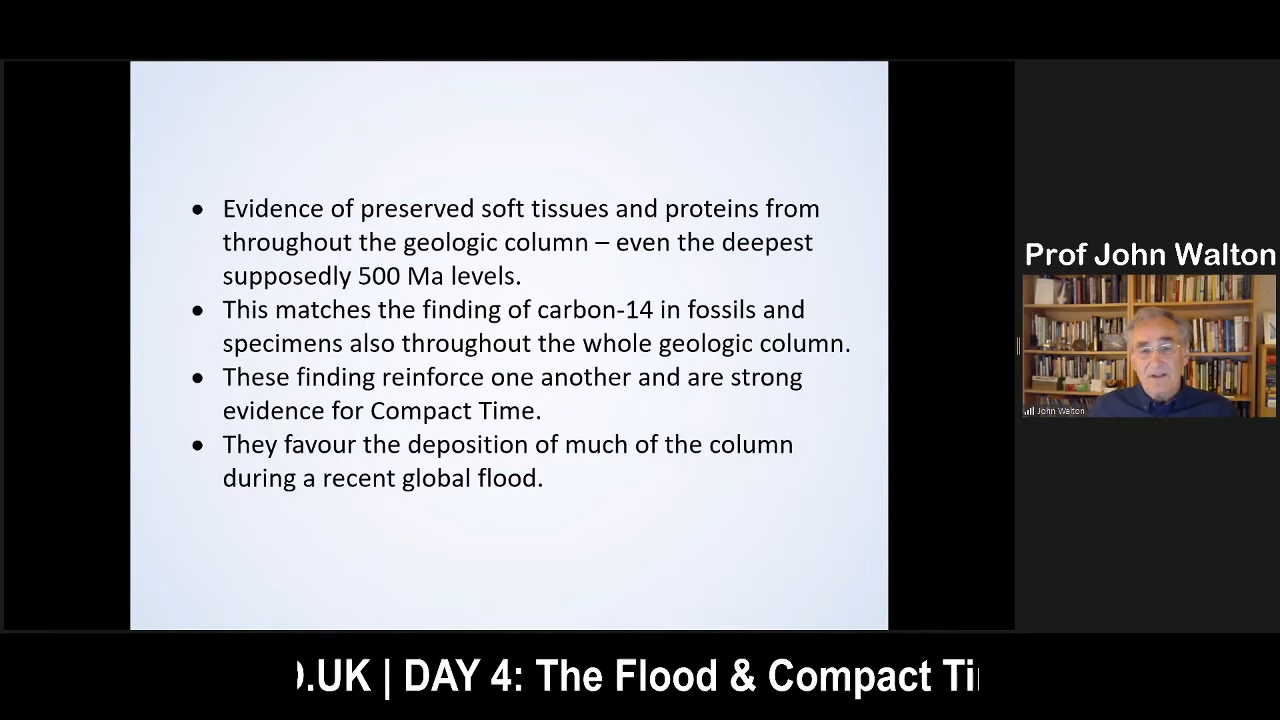 • Evidence of preserved soft tissues and proteins from
throughout the geologic column – even the deepest
supposedly 500 Ma levels.
• This matches the finding of carbon-14 in fossils and
specimens also throughout the whole geologic column.
• These finding reinforce one another and are strong
evidence for Compact Time.
• They favour the deposition of much of the column
during a recent global flood.
Prof John Walton
John Walton
.UK | DAY 4: The Flood & Compact